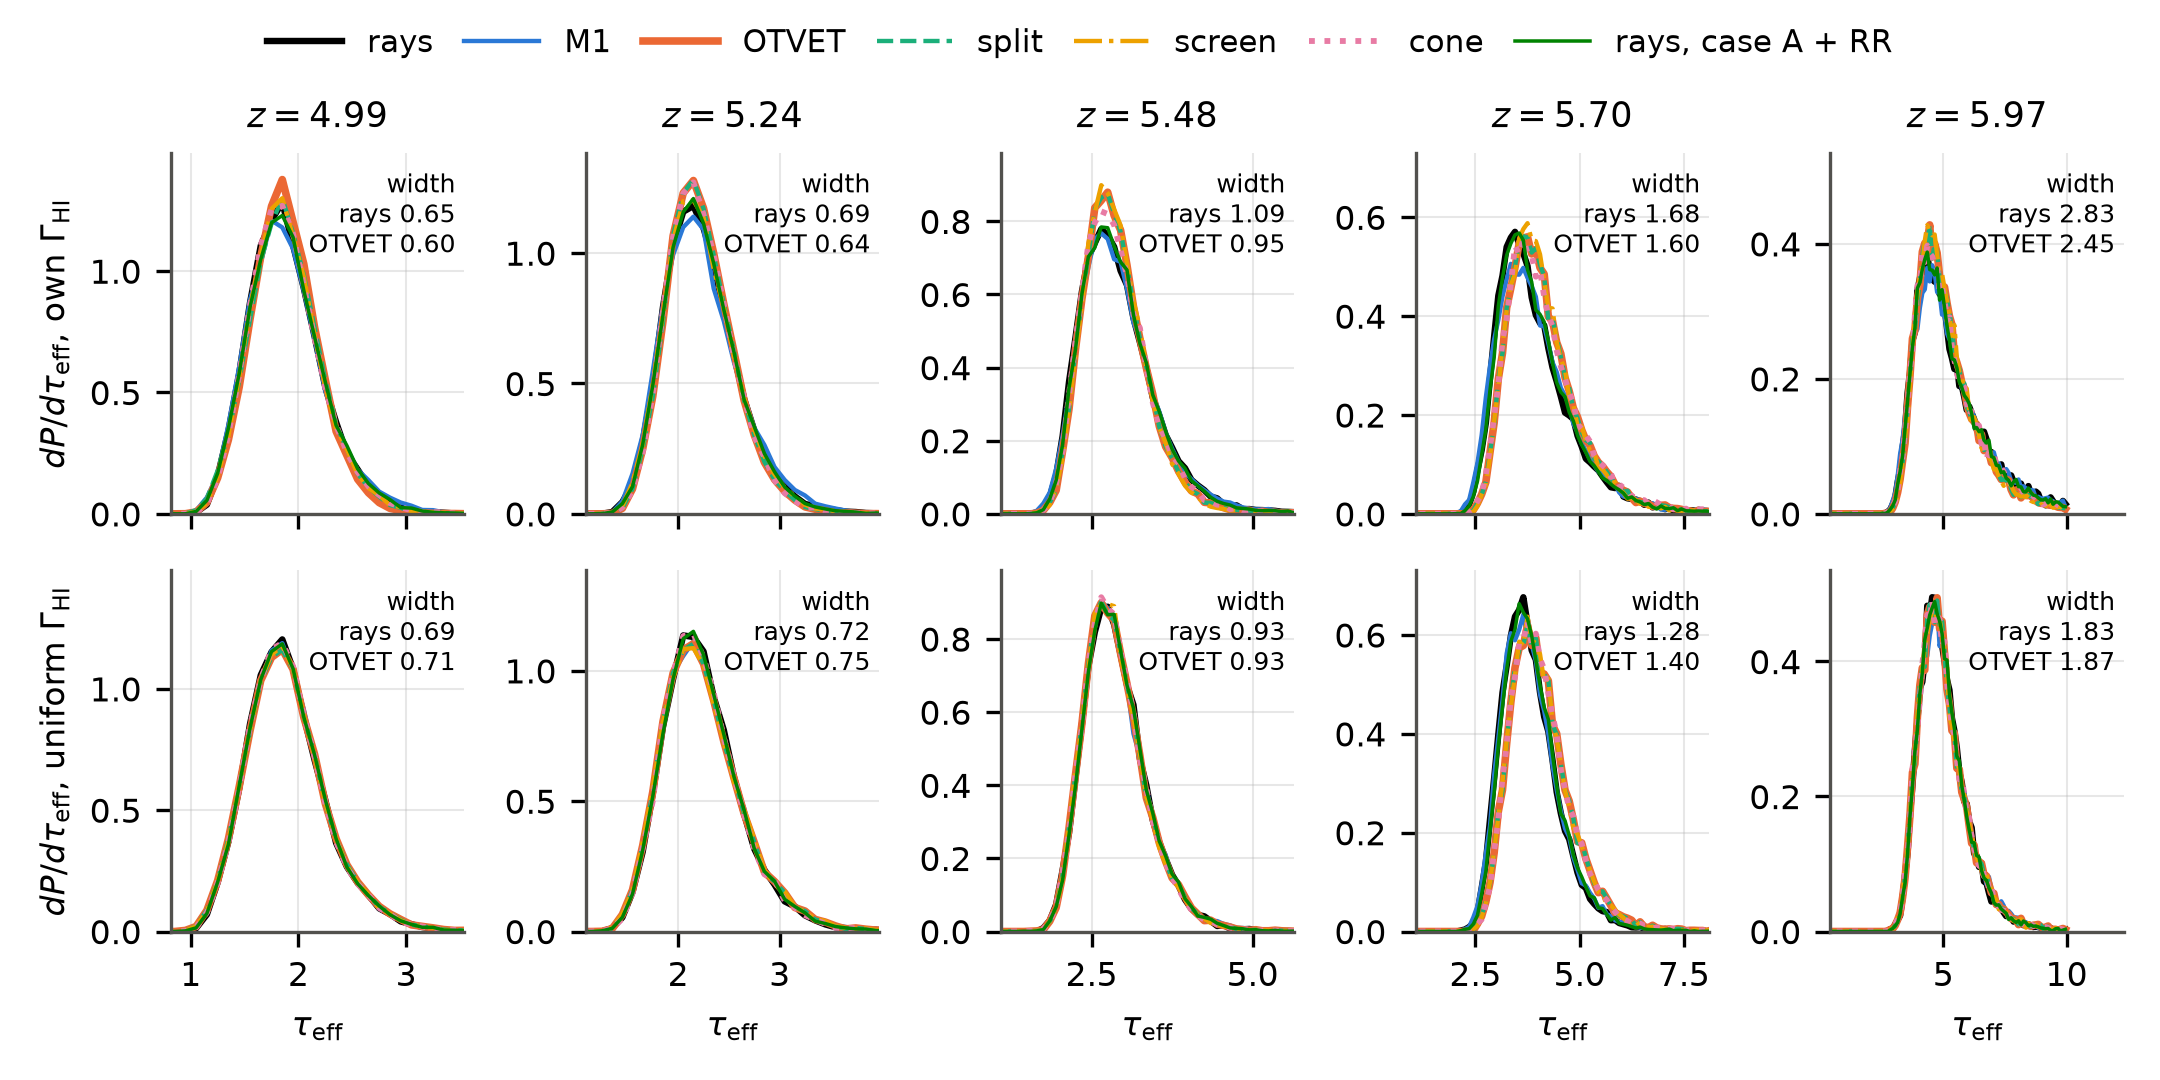 rays M1 OTVET split screen cone rays, case A + RR
z = 4.99 z = 5.24 z = 5.48 z = 5.70 z = 5.97
dP/dτeff, own ΓHI
width
rays 0.65
OTVET 0.60
1.0
0.5
0.0
width
rays 0.69
OTVET 0.64
1.0
0.5
0.0
width
rays 1.09
OTVET 0.95
0.8
0.6
0.4
0.2
0.0
width
rays 1.68
OTVET 1.60
0.6
0.4
0.2
0.0
width
rays 2.83
OTVET 2.45
0.4
0.2
0.0
dP/dτeff, uniform ΓHI
width
rays 0.69
OTVET 0.71
1.0
0.5
0.0
1 2 3
τeff
width
rays 0.72
OTVET 0.75
1.0
0.5
0.0
2 3
τeff
width
rays 0.93
OTVET 0.93
0.8
0.6
0.4
0.2
0.0
2.5 5.0
τeff
width
rays 1.28
OTVET 1.40
0.6
0.4
0.2
0.0
2.5 5.0 7.5
τeff
width
rays 1.83
OTVET 1.87
0.4
0.2
0.0
5 10
τeff